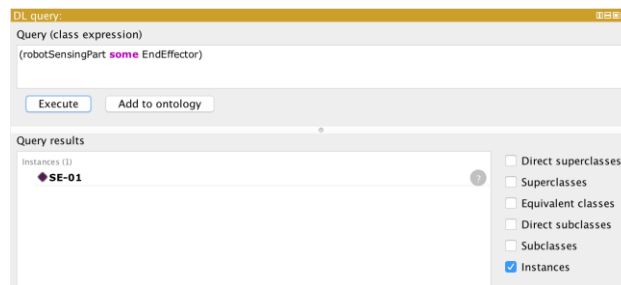 DL query:
Query (class expression)
(robotSensingPart some EndEffector)
Execute
Add to ontology
Query results
Instances (1)
SE-01
?
Direct superclasses
Superclasses
Equivalent classes
Direct subclasses
Subclasses
Instances